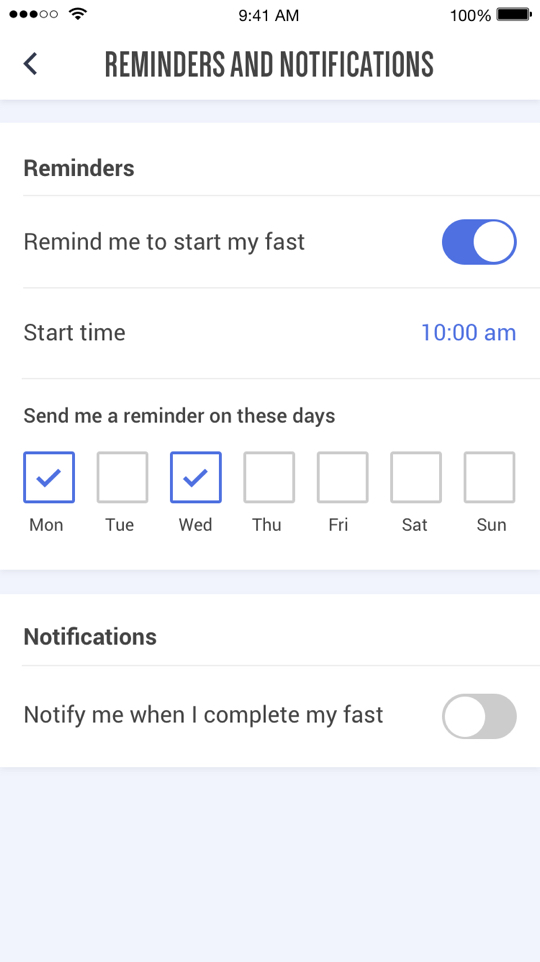 9:41 AM 100%
REMINDERS AND NOTIFICATIONS
Reminders
Remind me to start my fast
Start time 10:00 am
Send me a reminder on these days
Mon Tue Wed Thu Fri Sat Sun
Notifications
Notify me when I complete my fast